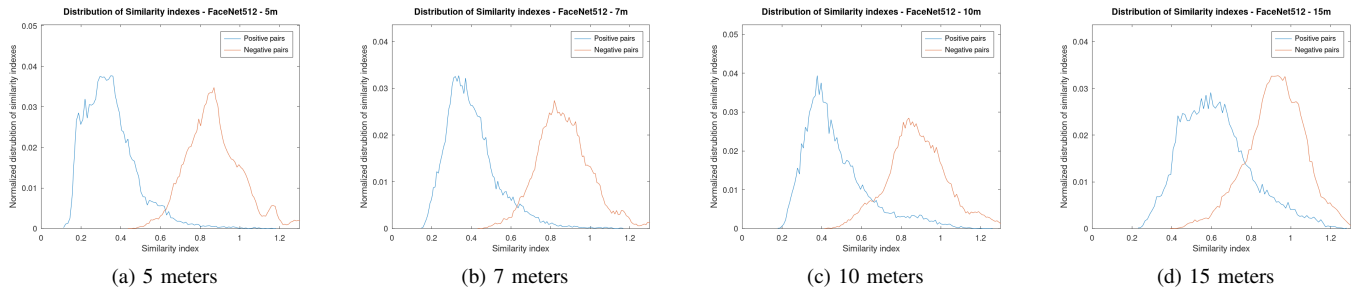 Distribution of Similarity indexes - FaceNet512 - 5m
0.05
0.04
0.03
0.02
0.01
0
Normalized distrubution of similarity indexes
Positive pairs
Negative pairs
0 0.2 0.4 0.6 0.8 1 1.2
Similarity index
(a) 5 meters
Distribution of Similarity indexes - FaceNet512 - 7m
0.04
0.03
0.02
0.01
0
Normalized distrubution of similarity indexes
Positive pairs
Negative pairs
0 0.2 0.4 0.6 0.8 1 1.2
Similarity index
(b) 7 meters
Distribution of Similarity indexes - FaceNet512 - 10m
0.05
0.04
0.03
0.02
0.01
0
Normalized distrubution of similarity indexes
Positive pairs
Negative pairs
0 0.2 0.4 0.6 0.8 1 1.2
Similarity index
(c) 10 meters
Distribution of Similarity indexes - FaceNet512 - 15m
0.04
0.03
0.02
0.01
0
Normalized distrubution of similarity indexes
Positive pairs
Negative pairs
0 0.2 0.4 0.6 0.8 1 1.2
Similarity index
(d) 15 meters